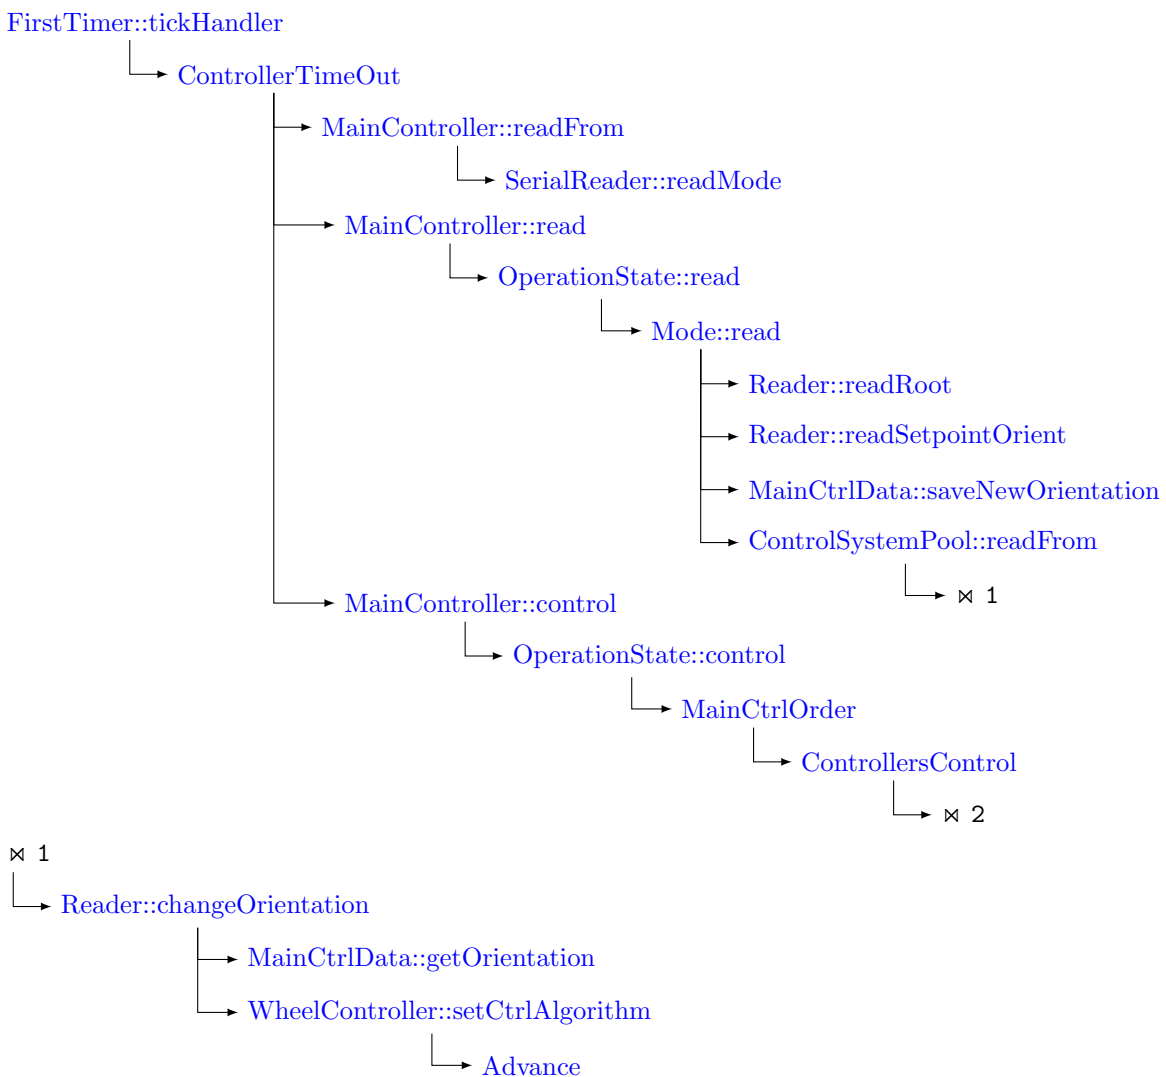 FirstTimer::tickHandler
ControllerTimeOut
MainController::readFrom
SerialReader::readMode
MainController::read
OperationState::read
Mode::read
Reader::readRoot
Reader::readSetpointOrient
MainCtrlData::saveNewOrientation
ControlSystemPool::readFrom
⋈ 1
MainController::control
OperationState::control
MainCtrlOrder
ControllersControl
⋈ 2
⋈ 1
Reader::changeOrientation
MainCtrlData::getOrientation
WheelController::setCtrlAlgorithm
Advance